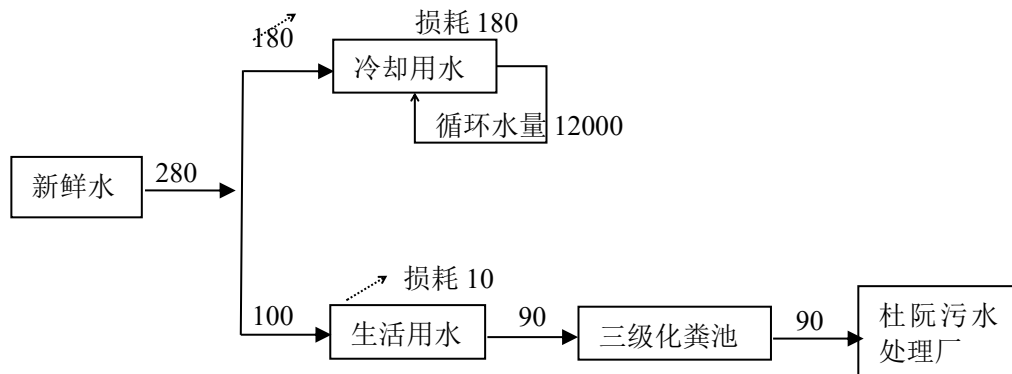 损耗 180
180
冷却用水
循环水量 12000
新鲜水
280
损耗 10
100
生活用水
90
三级化粪池
90
杜阮污水
处理厂